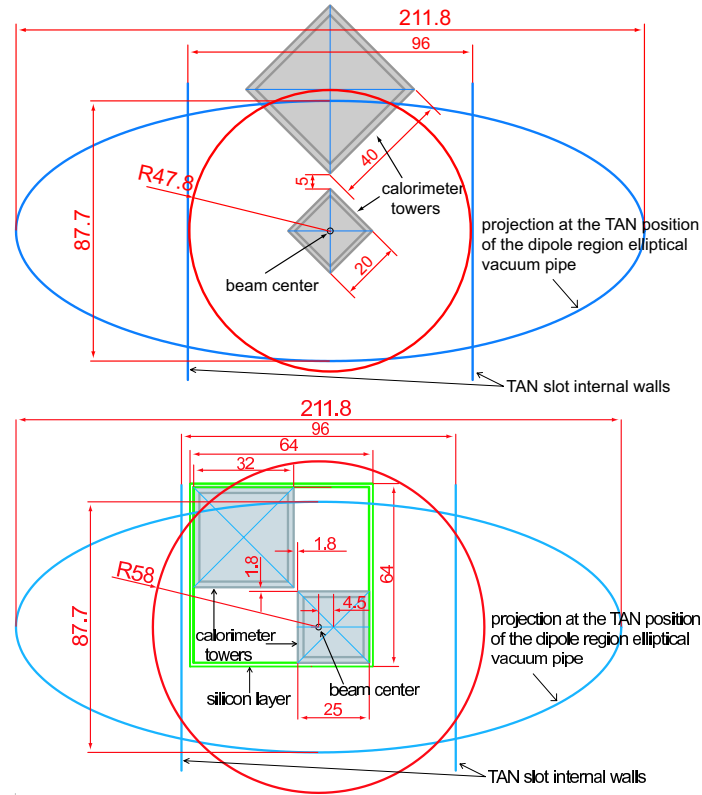 211.8
96
40
5
R47.8
calorimeter
towers
87.7
projection at the TAN position
of the dipole region elliptical
vacuum pipe
beam center
20
TAN slot internal walls
211.8
96
64
32
1.8
1.8
64
R58
4.5
87.7
calorimeter
towers
projection at the TAN position
of the dipole region elliptical
vacuum pipe
silicon layer
beam center
25
TAN slot internal walls